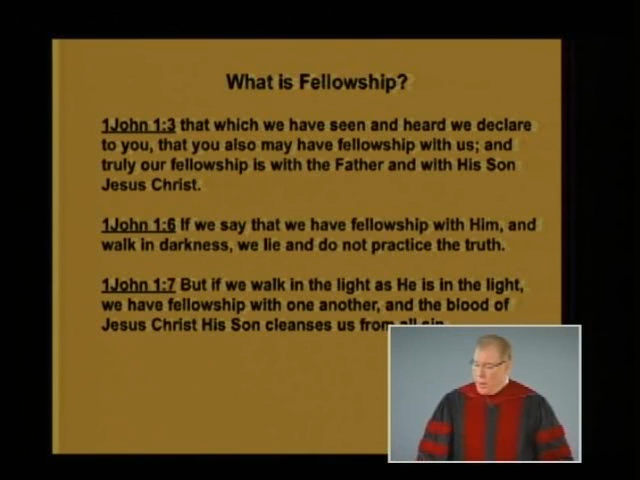 What is Fellowship?
1John 1:3 that which we have seen and heard we declare
to you, that you also may have fellowship with us; and
truly our fellowship is with the Father and with His Son
Jesus Christ.
1John 1:6 If we say that we have fellowship with Him, and
walk in darkness, we lie and do not practice the truth.
1John 1:7 But if we walk in the light as He is in the light,
we have fellowship with one another, and the blood of
Jesus Christ His Son cleanses us from all sin.